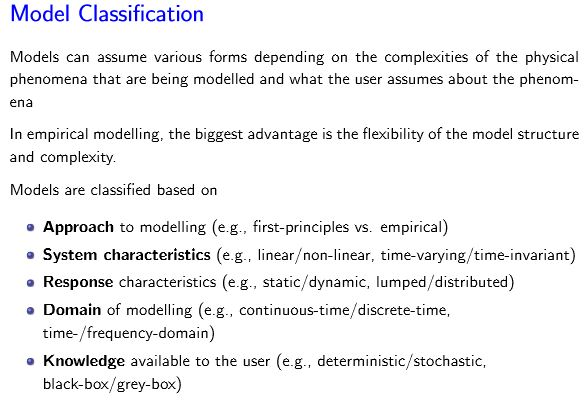 Model Classification
Models can assume various forms depending on the complexities of the physical
phenomena that are being modelled and what the user assumes about the phenom-
ena
In empirical modelling, the biggest advantage is the flexibility of the model structure
and complexity.
Models are classified based on
Approach to modelling (e.g., first-principles vs. empirical)
System characteristics (e.g., linear/non-linear, time-varying/time-invariant)
Response characteristics (e.g., static/dynamic, lumped/distributed)
Domain of modelling (e.g., continuous-time/discrete-time,
time-/frequency-domain)
Knowledge available to the user (e.g., deterministic/stochastic,
black-box/grey-box)